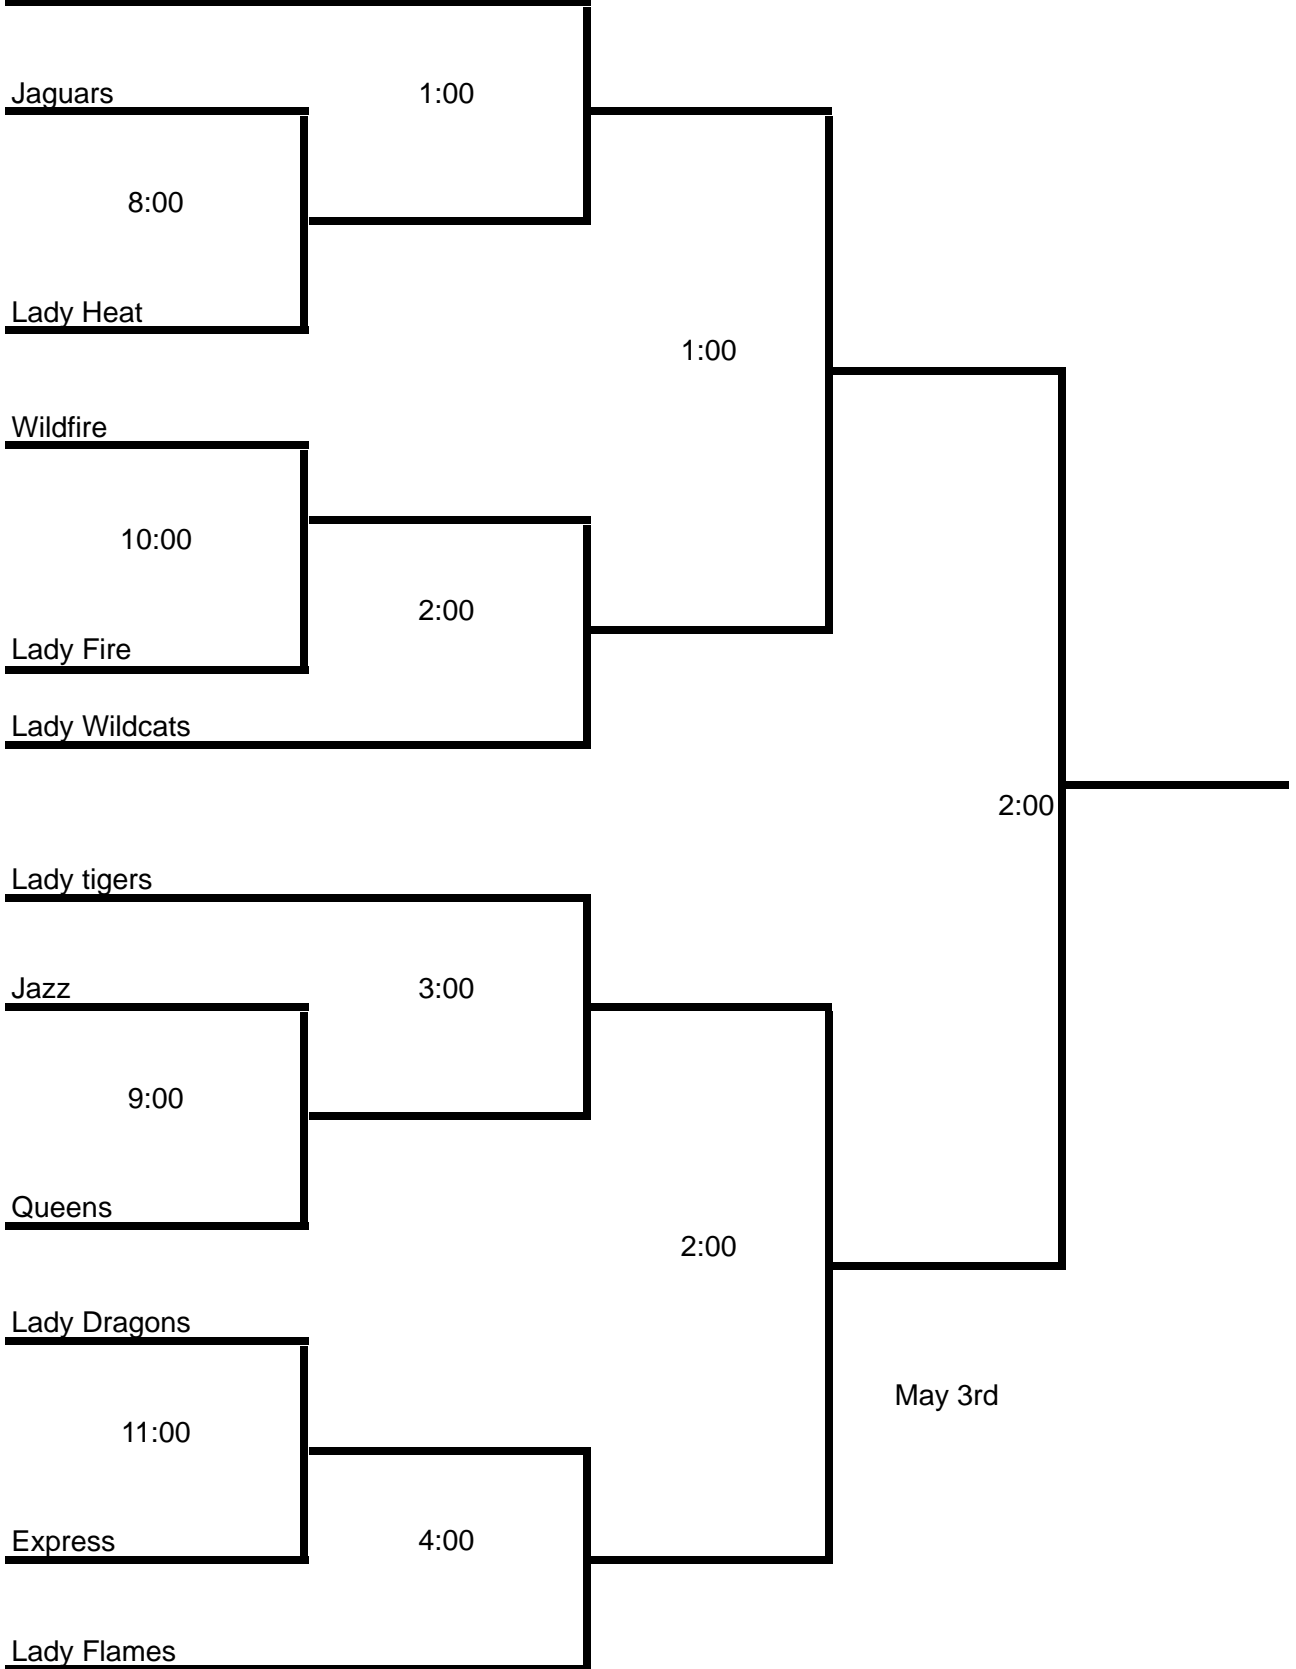 Jaguars
1:00
8:00
Lady Heat
1:00
Wildfire
10:00
2:00
Lady Fire
Lady Wildcats
2:00
Lady tigers
Jazz
3:00
9:00
Queens
2:00
Lady Dragons
May 3rd
11:00
Express
4:00
Lady Flames